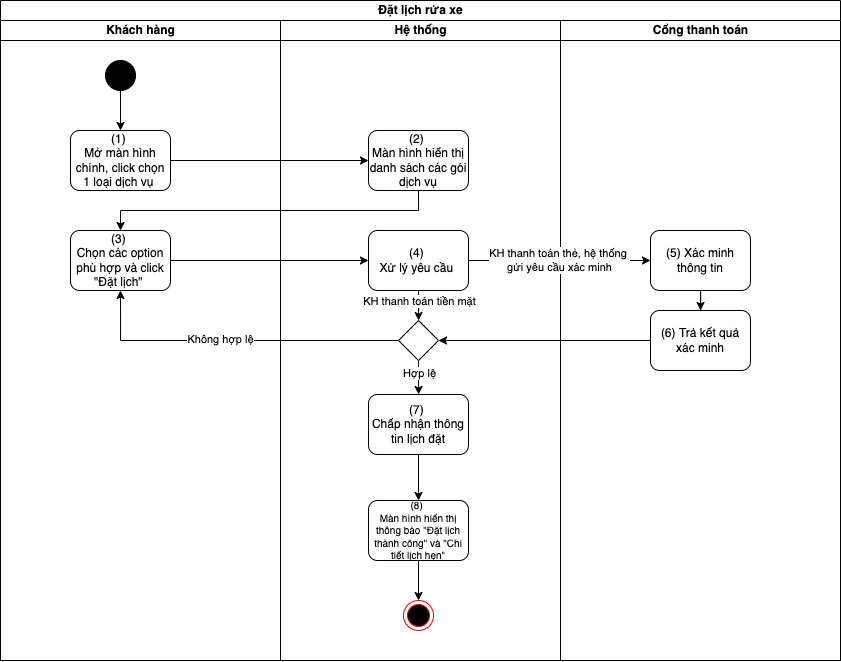 Đặt lịch rửa xe
Khách hàng
Hệ thống
Cổng thanh toán
(1)
Mở màn hình
chính, click chọn
1 loại dịch vụ
(2)
Màn hình hiển thị
danh sách các gói
dịch vụ
(3)
Chọn các option
phù hợp và click
"Đặt lịch"
(4)
Xử lý yêu cầu
KH thanh toán thẻ, hệ thống
gửi yêu cầu xác minh
(5) Xác minh
thông tin
KH thanh toán tiền mặt
(6) Trả kết quả
xác minh
Không hợp lệ
Hợp lệ
(7)
Chấp nhận thông
tin lịch đặt
(8)
Màn hình hiển thị
thông báo "Đặt lịch
thành công" và "Chi
tiết lịch hẹn"